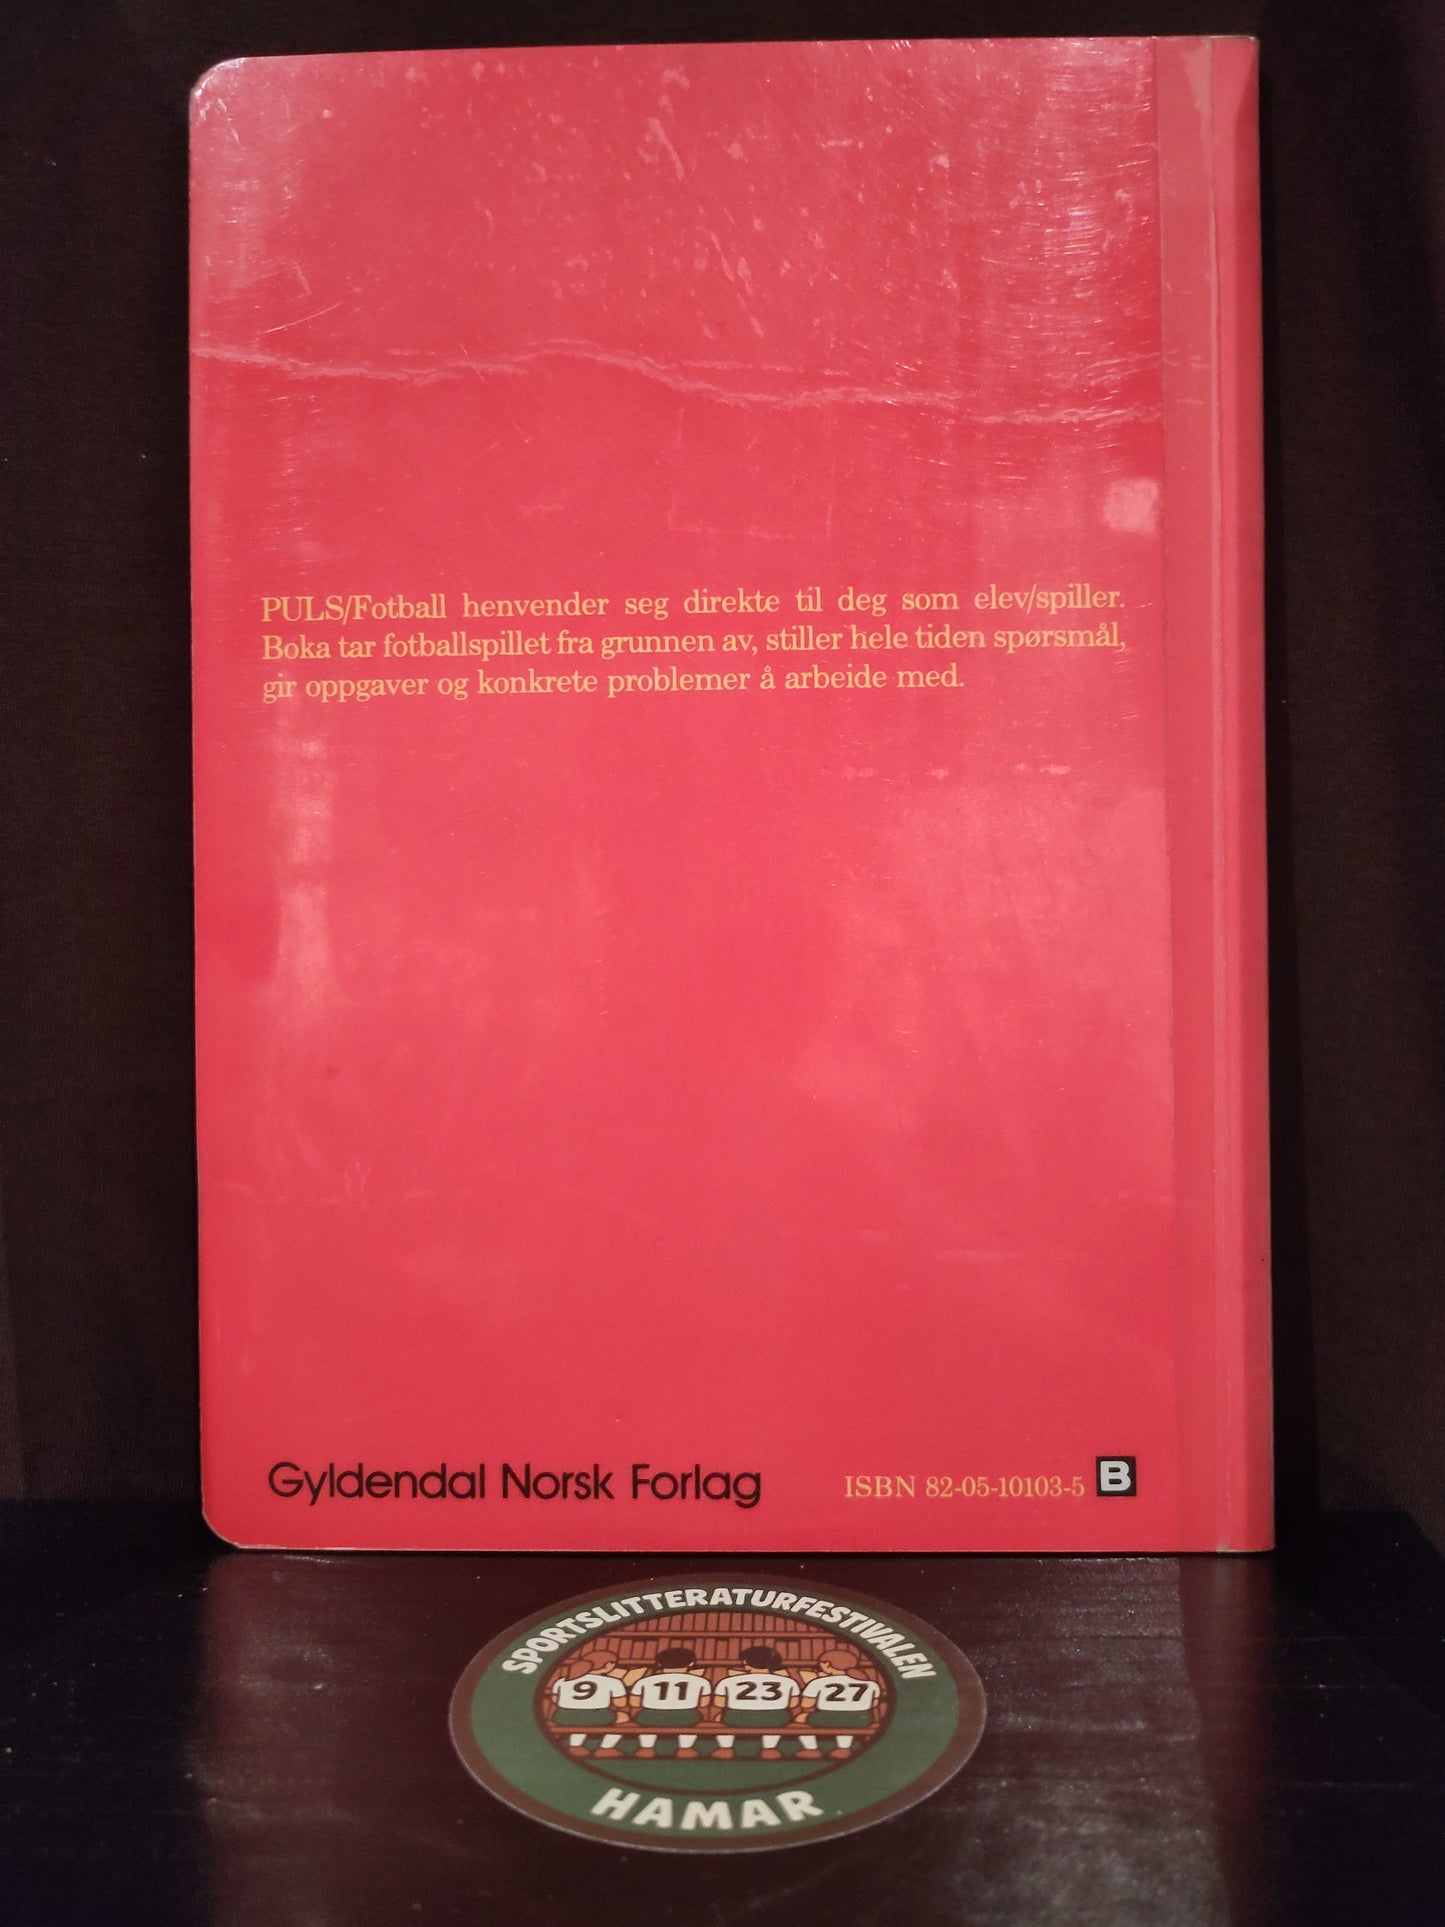 PULS/Fotball henvender seg direkte til deg som elev/spiller.
Boka tar fotballspillet fra grunnen av, stiller hele tiden spørsmål,
gir oppgaver og konkrete problemer å arbeide med.
Gyldendal Norsk Forlag
ISBN 82-05-10103-5 B
SPORTSLITTERATURFESTIVALEN
9 11 23 27
HAMAR